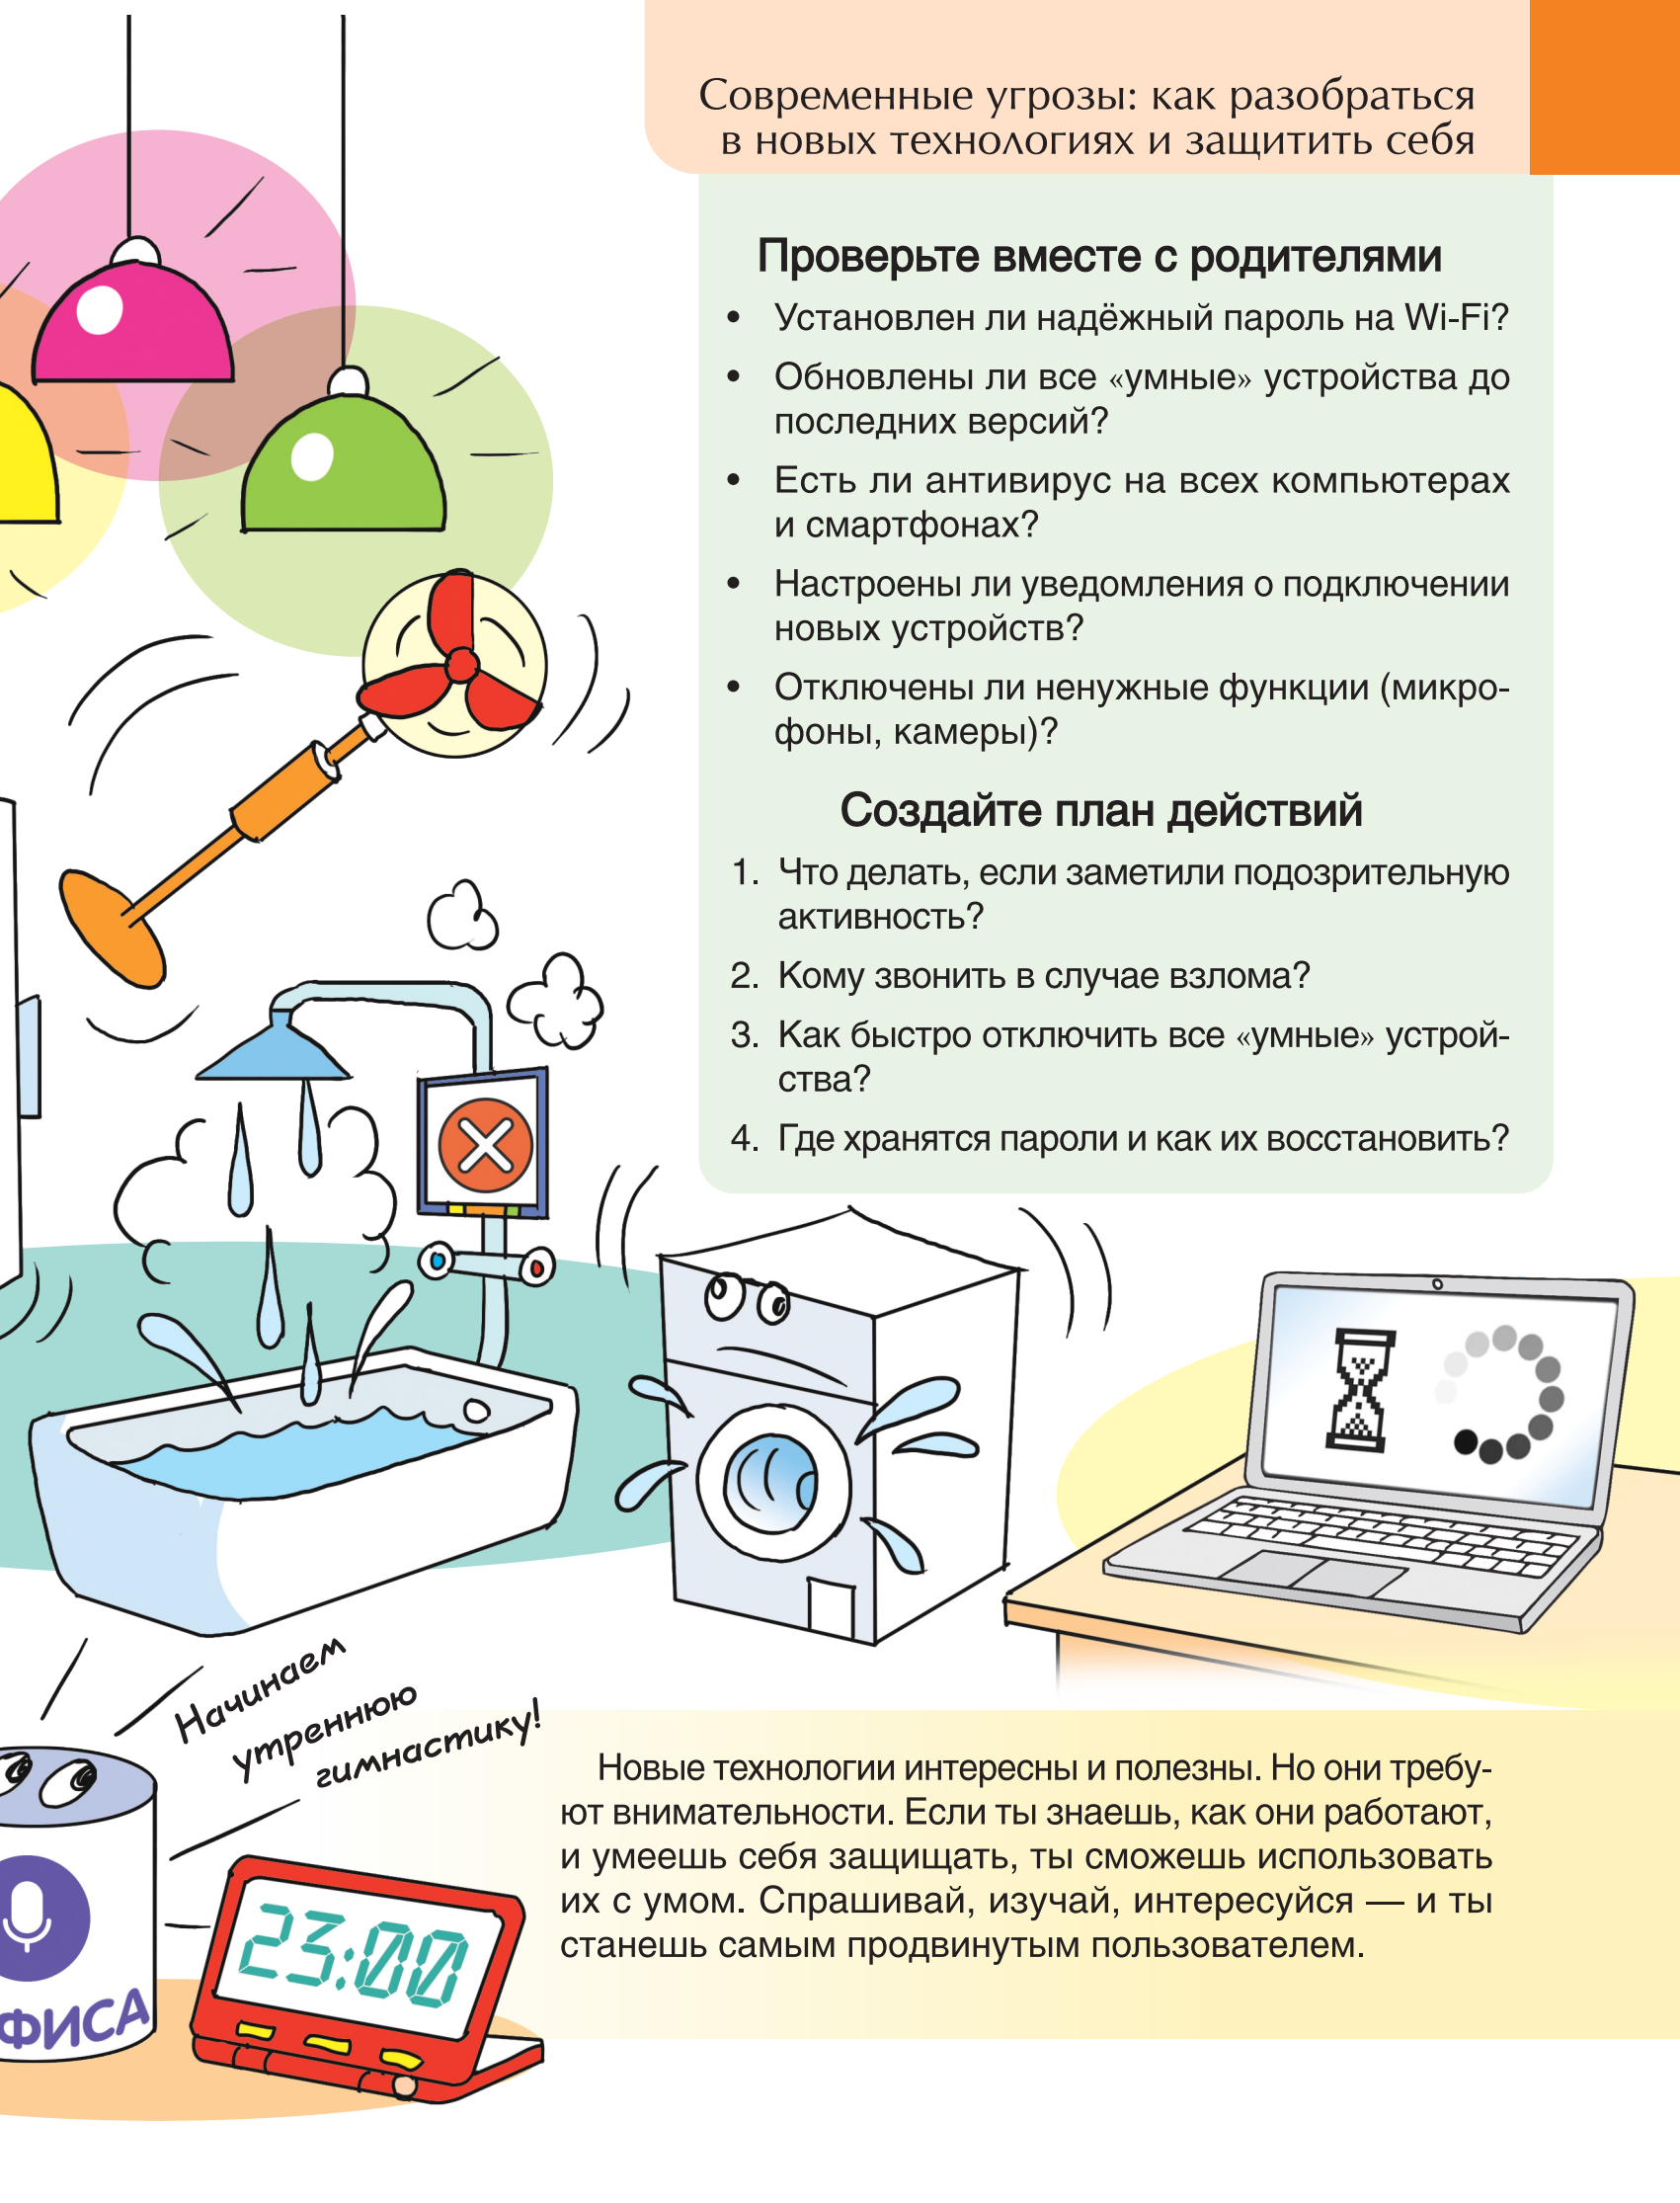 Современные угрозы: как разобраться
в новых технологиях и защитить себя
Проверьте вместе с родителями
• Установлен ли надёжный пароль на Wi-Fi?
• Обновлены ли все «умные» устройства до
последних версий?
• Есть ли антивирус на всех компьютерах
и смартфонах?
• Настроены ли уведомления о подключении
новых устройств?
• Отключены ли ненужные функции (микро-
фоны, камеры)?
Создайте план действий
1. Что делать, если заметили подозрительную
активность?
2. Кому звонить в случае взлома?
3. Как быстро отключить все «умные» устрой-
ства?
4. Где хранятся пароли и как их восстановить?
Начинаем
утреннюю
гимнастику!
ФИСА
23:00
Новые технологии интересны и полезны. Но они требу-
ют внимательности. Если ты знаешь, как они работают,
и умеешь себя защищать, ты сможешь использовать
их с умом. Спрашивай, изучай, интересуйся — и ты
станешь самым продвинутым пользователем.